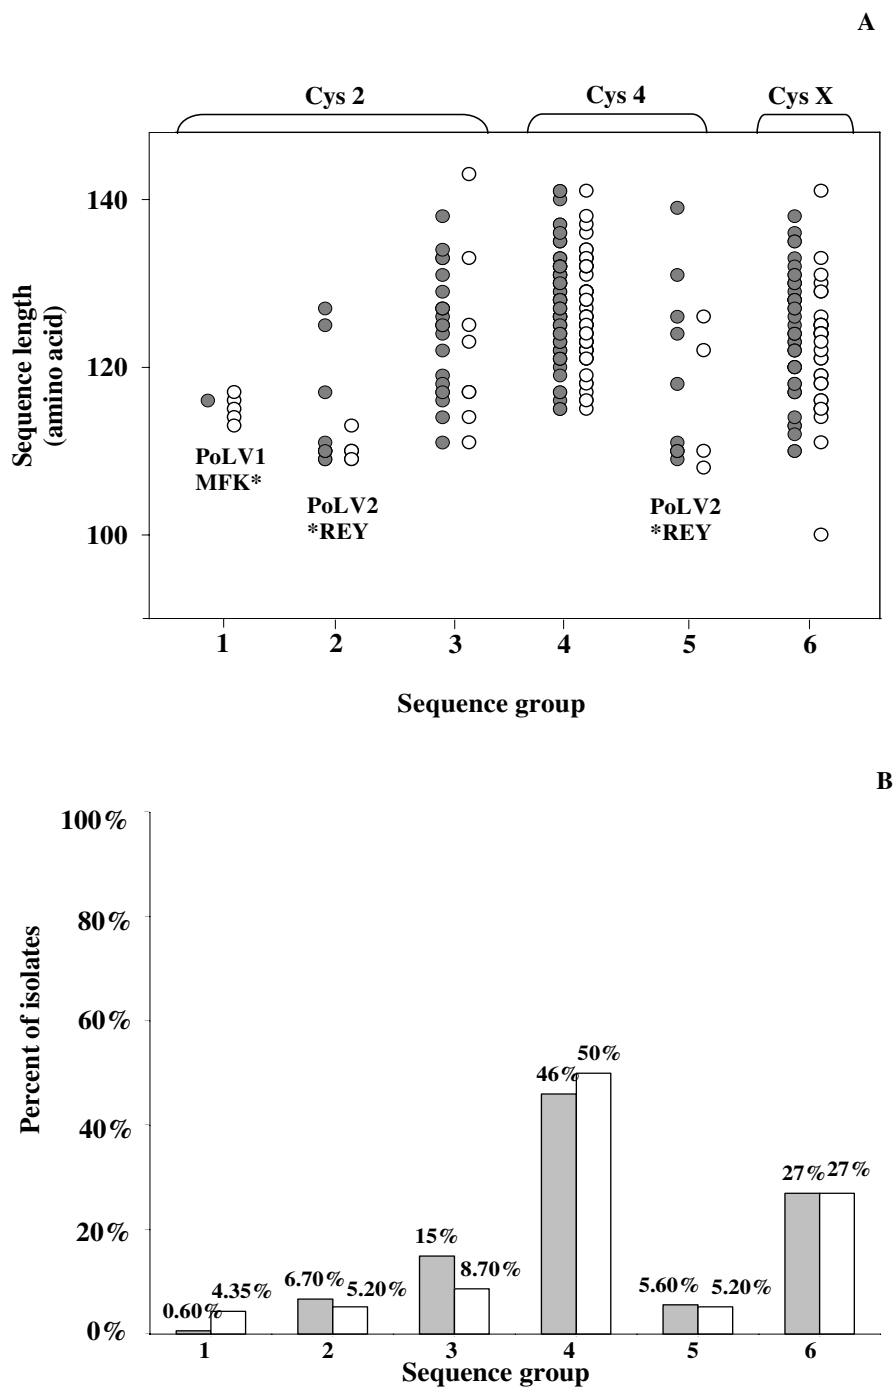 A
Cys 2
Cys 4
Cys X
140
120
100
Sequence length
(amino acid)
PoLV1
MFK*
PoLV2
*REY
PoLV2
*REY
1 2 3 4 5 6
Sequence group
B
100%
80%
60%
40%
20%
0%
Percent of isolates
0.60%
4.35%
6.70%
5.20%
15%
8.70%
46%
50%
5.60%
5.20%
27%
27%
1 2 3 4 5 6
Sequence group